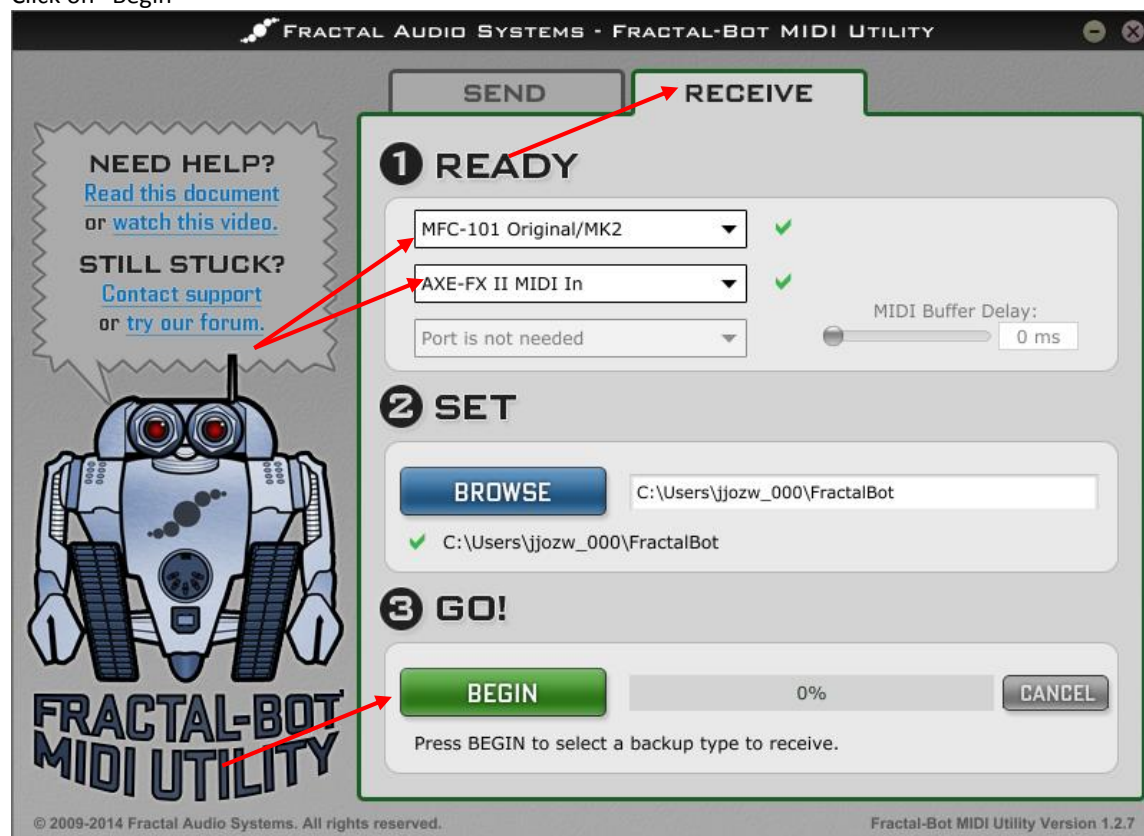 Click on "Begin"
FRACTAL AUDIO SYSTEMS - FRACTAL-BOT MIDI UTILITY
SEND
RECEIVE
NEED HELP?
Read this document
or watch this video.
STILL STUCK?
Contact support
or try our forum.
1 READY
MFC-101 Original/MK2
AXE-FX II MIDI In
Port is not needed
MIDI Buffer Delay:
0 ms
2 SET
BROWSE
C:\Users\jjozw_000\FractalBot
C:\Users\jjozw_000\FractalBot
3 GO!
BEGIN
0%
CANCEL
Press BEGIN to select a backup type to receive.
FRACTAL-BOT
MIDI UTILITY
© 2009-2014 Fractal Audio Systems. All rights reserved.
Fractal-Bot MIDI Utility Version 1.2.7